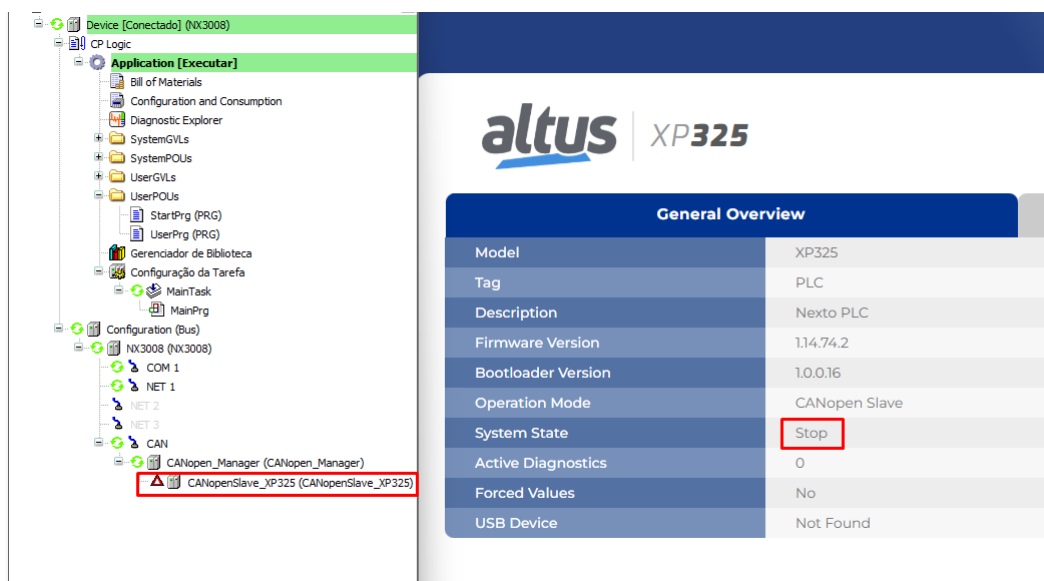 Device [Conectado] (NX3008)
CP Logic
Application [Executar]
Bill of Materials
Configuration and Consumption
Diagnostic Explorer
SystemGVLs
SystemPOUs
UserGVLs
UserPOUs
StartPrg (PRG)
UserPrg (PRG)
Gerenciador de Biblioteca
Configuração da Tarefa
MainTask
MainPrg
Configuration (Bus)
NX3008 (NX3008)
COM 1
NET 1
NET 2
NET 3
CAN
CANopen_Manager (CANopen_Manager)
CANopenSlave_XP325 (CANopenSlave_XP325)
altus XP325
General Overview
Model XP325
Tag PLC
Description Nexto PLC
Firmware Version 1.14.74.2
Bootloader Version 1.0.0.16
Operation Mode CANopen Slave
System State Stop
Active Diagnostics 0
Forced Values No
USB Device Not Found